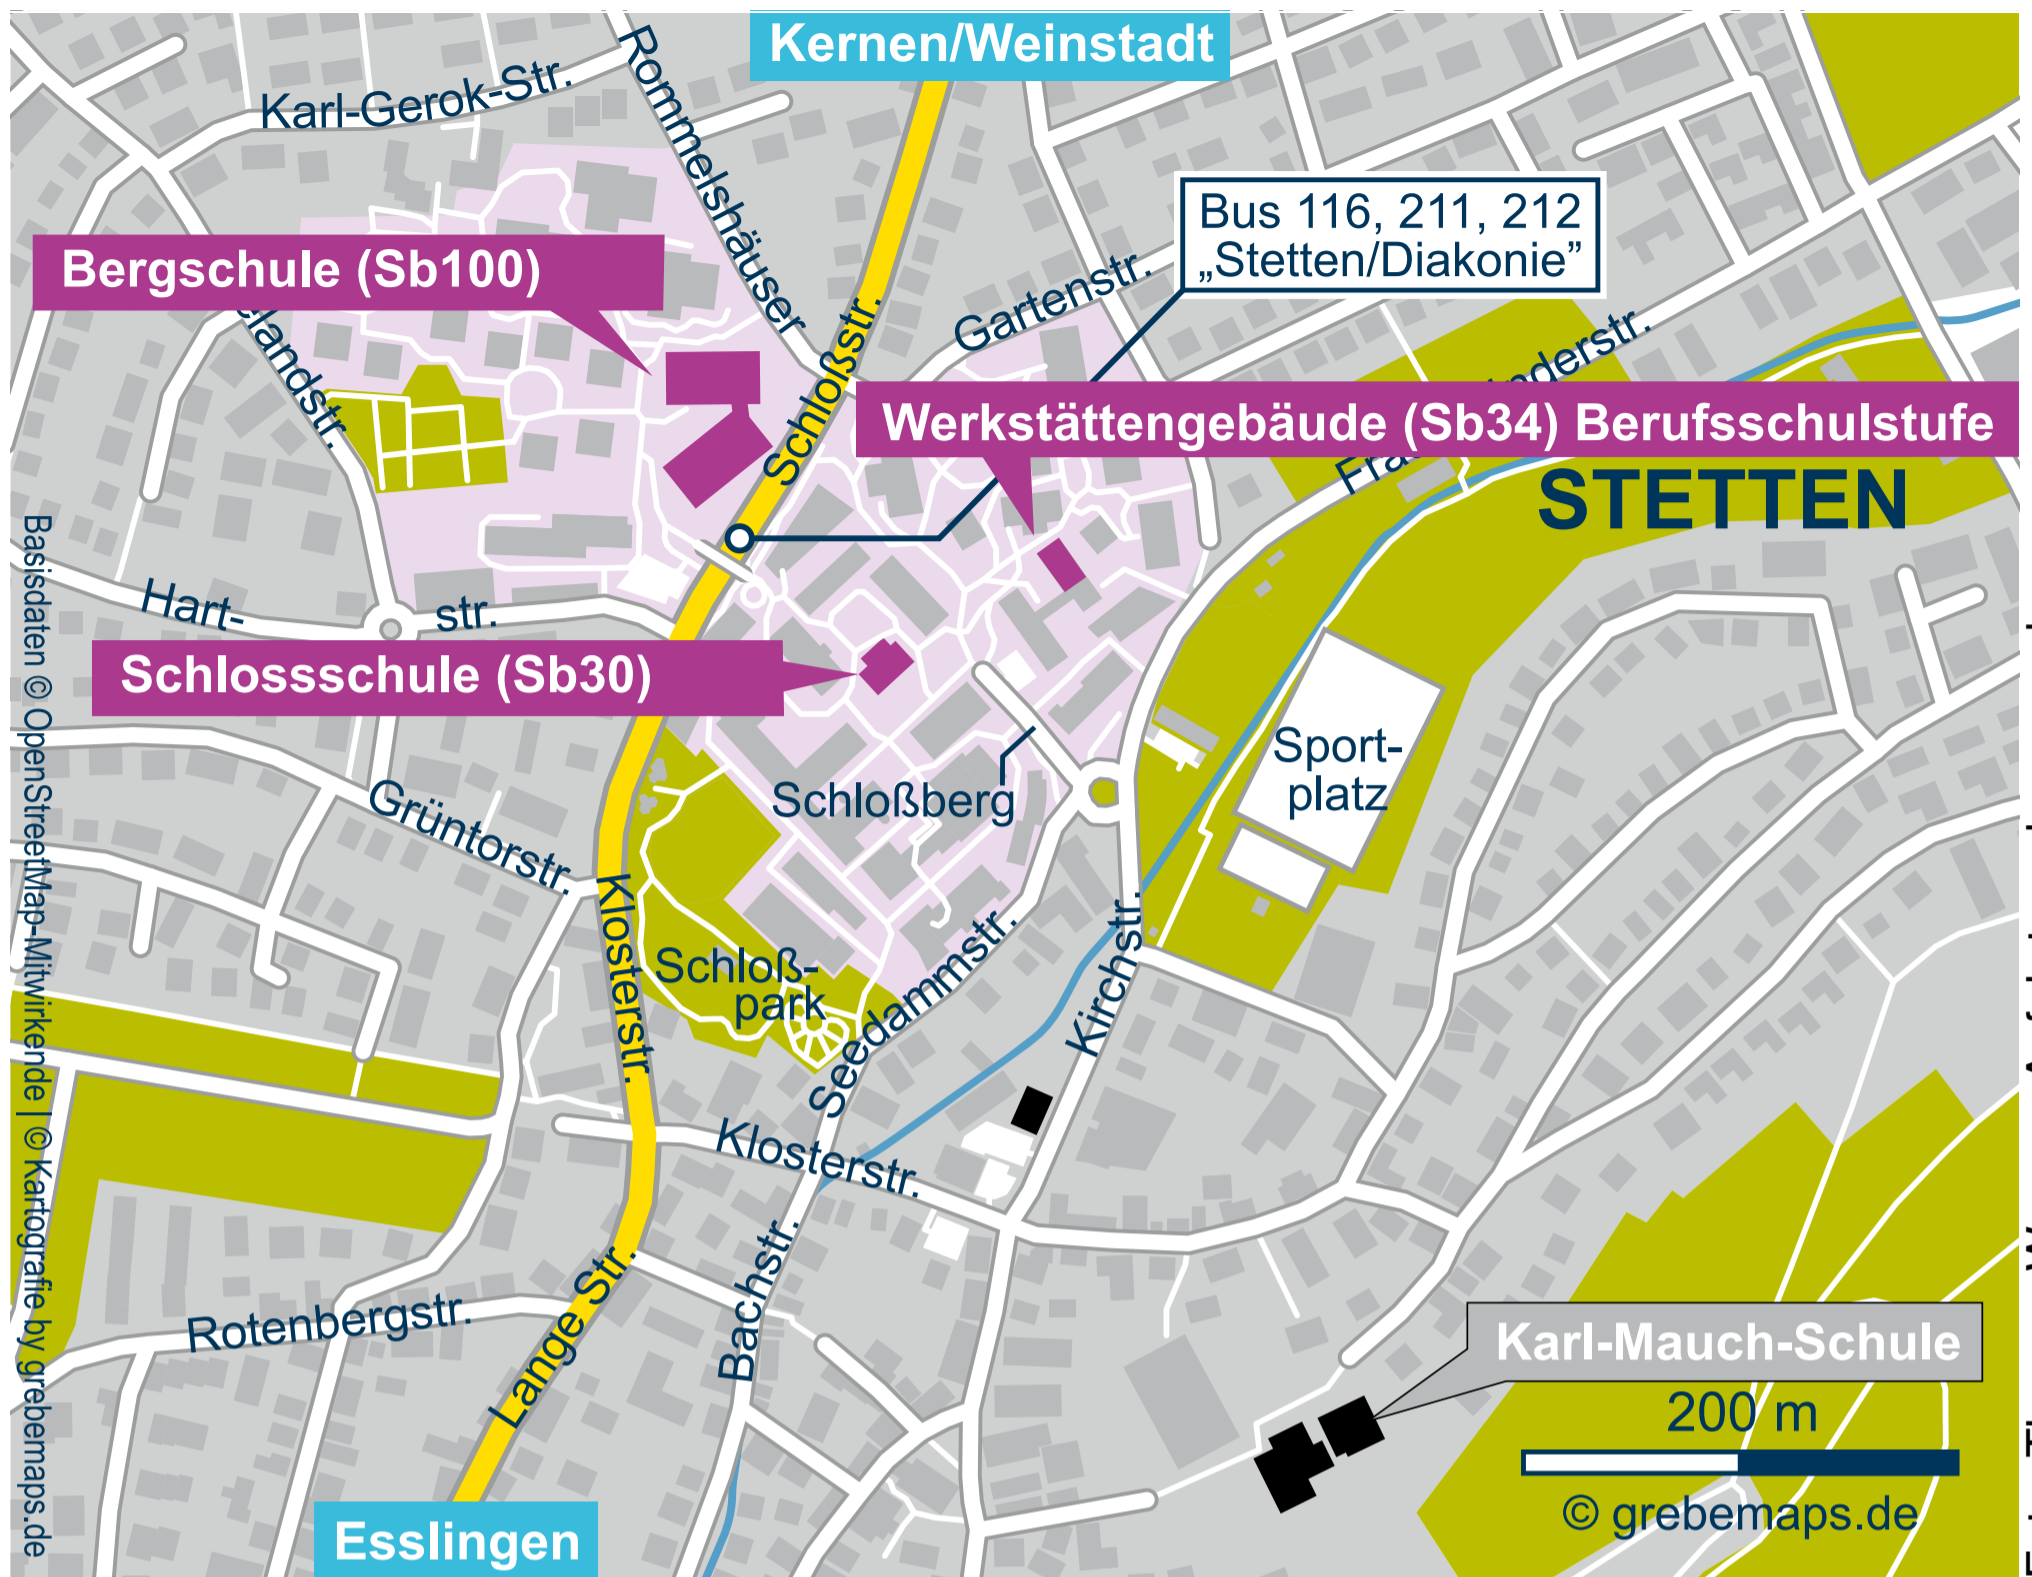 Kernen/Weinstadt
Karl-Gerok-Str.
Rommelshäuser
Bus 116, 211, 212
„Stetten/Diakonie”
Bergschule (Sb100)
Schloßstr.
Gartenstr.
Werkstättengebäude (Sb34) Berufsschulstufe
STETTEN
Hart-
str.
Schlossschule (Sb30)
Sport-
platz
Schloßberg
Grüntorstr.
Klosterstr.
Schloß-
park
Seedammstr.
Kirchstr.
Klosterstr.
Bachstr.
Lange Str.
Rotenbergstr.
Karl-Mauch-Schule
200 m
© grebemaps.de
Esslingen
Basisdaten © OpenStreetMap-Mitwirkende | © Kartografie by grebemaps.de